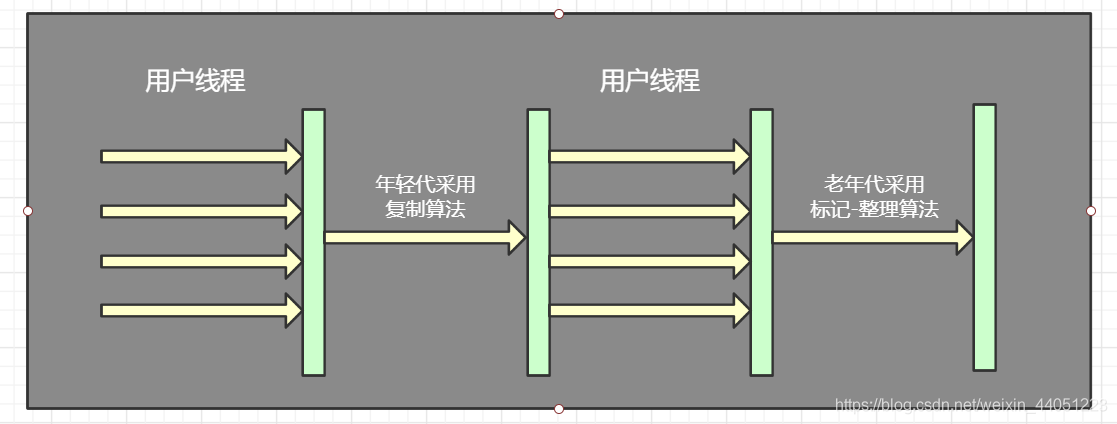 用户线程
用户线程
年轻代采用
复制算法
老年代采用
标记-整理算法
https://blog.csdn.net/weixin_44051223